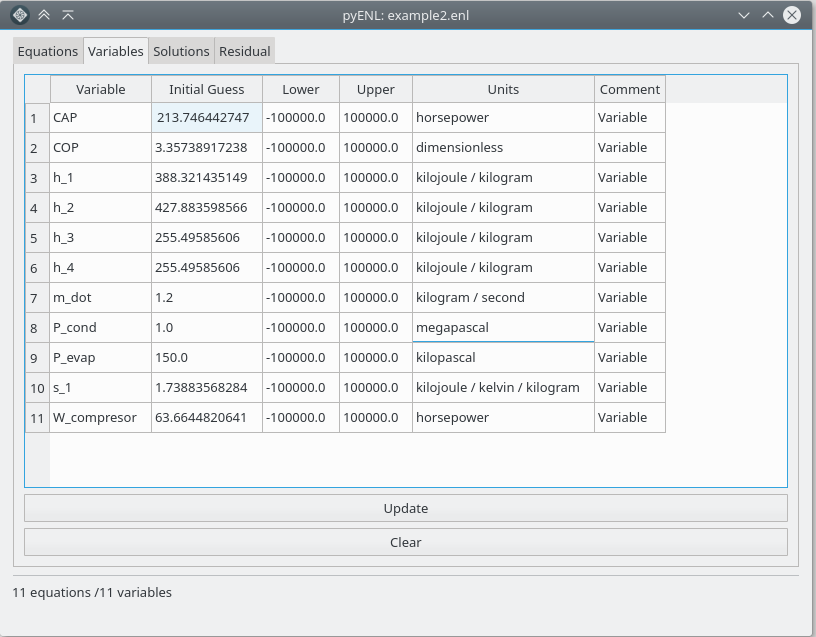 pyENL: example2.enl
Equations Variables Solutions Residual
Variable Initial Guess Lower Upper Units Comment
1 CAP 213.746442747 -100000.0 100000.0 horsepower Variable
2 COP 3.35738917238 -100000.0 100000.0 dimensionless Variable
3 h_1 388.321435149 -100000.0 100000.0 kilojoule / kilogram Variable
4 h_2 427.883598566 -100000.0 100000.0 kilojoule / kilogram Variable
5 h_3 255.49585606 -100000.0 100000.0 kilojoule / kilogram Variable
6 h_4 255.49585606 -100000.0 100000.0 kilojoule / kilogram Variable
7 m_dot 1.2 -100000.0 100000.0 kilogram / second Variable
8 P_cond 1.0 -100000.0 100000.0 megapascal Variable
9 P_evap 150.0 -100000.0 100000.0 kilopascal Variable
10 s_1 1.73883568284 -100000.0 100000.0 kilojoule / kelvin / kilogram Variable
11 W_compresor 63.6644820641 -100000.0 100000.0 horsepower Variable
Update
Clear
11 equations /11 variables